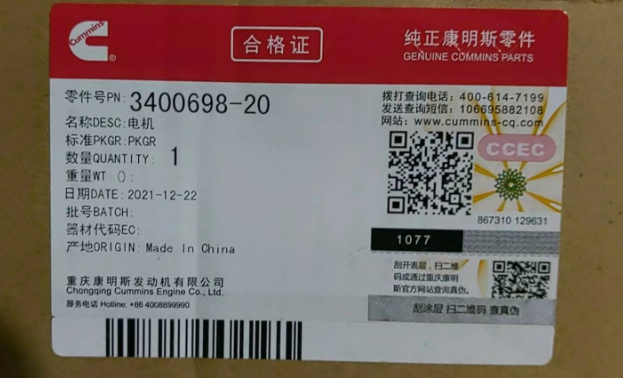 Cummins
合格证
纯正康明斯零件
GENUINE CUMMINS PARTS
零件号PN: 3400698-20
名称DESC:电机
标准PKGR:PKGR
数量QUANTITY: 1
重量WT ():
日期DATE:2021-12-22
批号BATCH:
器材代码EC:
产地ORIGIN: Made In China
重庆康明斯发动机有限公司
Chongqing Cummins Engine Co., Ltd.
服务电话 Hotline: +86 4008899990
拨打查询电话: 400-614-7199
发送查询短信: 106695882108
网站: www.cummins-cq.com
CCEC
867310 129631
1077
刮开表层，扫二维
码或通过重庆康明
斯官方网站查询真伪。
刮涂层 扫二维码 查真伪